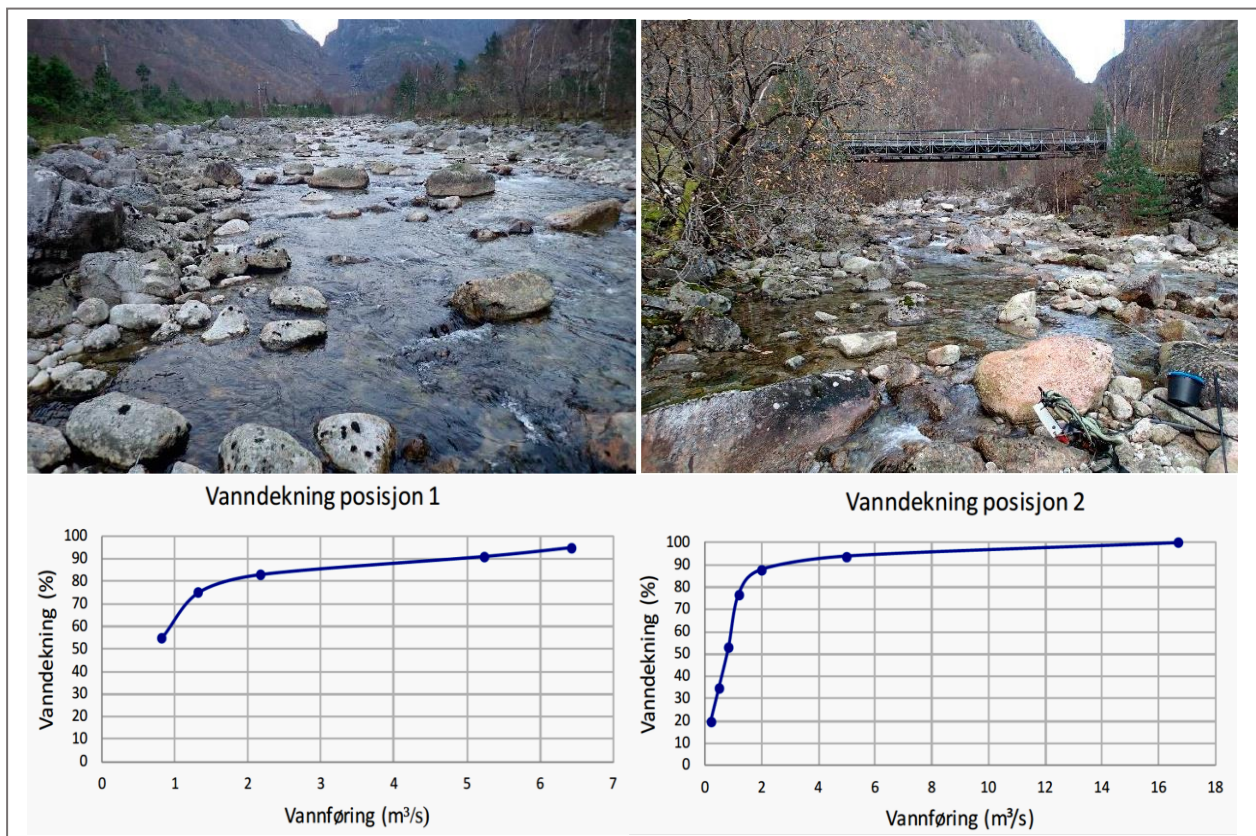 Vanndekning posisjon 1
Vanndekning (%)
100
90
80
70
60
50
40
30
20
10
0
0 1 2 3 4 5 6 7
Vannføring (m³/s)
Vanndekning posisjon 2
Vanndekning (%)
100
90
80
70
60
50
40
30
20
10
0
0 2 4 6 8 10 12 14 16 18
Vannføring (m³/s)